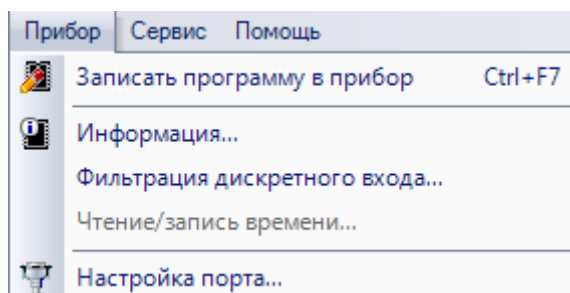 Прибор Сервис Помощь
Записать программу в прибор Ctrl+F7
Информация...
Фильтрация дискретного входа...
Чтение/запись времени...
Настройка порта...